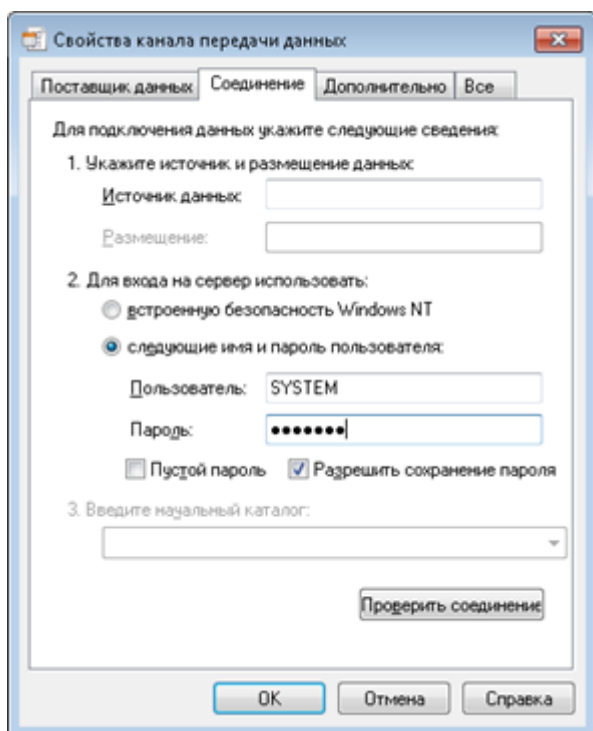 Свойства канала передачи данных
Поставщик данных Соединение Дополнительно Все
Для подключения данных укажите следующие сведения:
1. Укажите источник и размещение данных:
Источник данных:
Размещение:
2. Для входа на сервер использовать:
встроенную безопасность Windows NT
следующие имя и пароль пользователя:
Пользователь: SYSTEM
Пароль: •••••••
Пустой пароль Разрешить сохранение пароля
3. Введите начальный каталог:
Проверить соединение
OK Отмена Справка